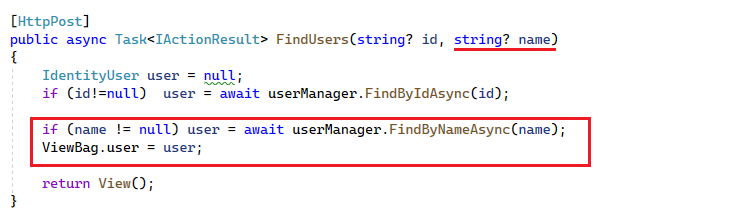 [HttpPost]
public async Task<IActionResult> FindUsers(string? id, string? name)
{
IdentityUser user = null;
if (id!=null)  user = await userManager.FindByIdAsync(id);
if (name != null) user = await userManager.FindByNameAsync(name);
ViewBag.user = user;
return View();
}